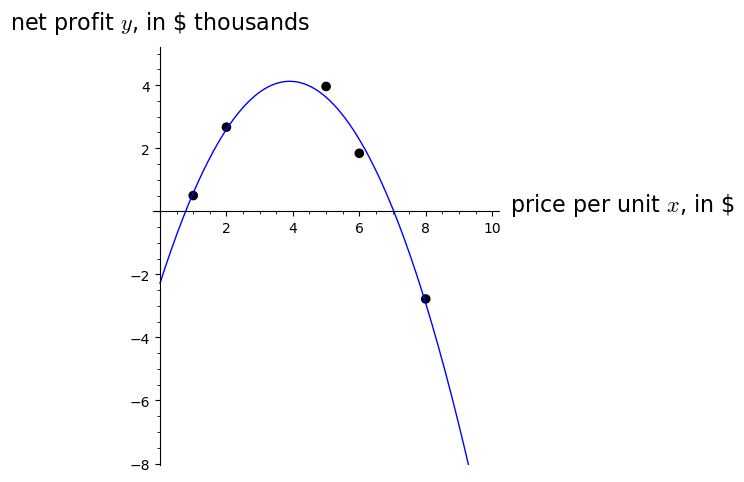 net profit y, in $ thousands
4
2
price per unit x, in $
2 4 6 8 10
−2
−4
−6
−8